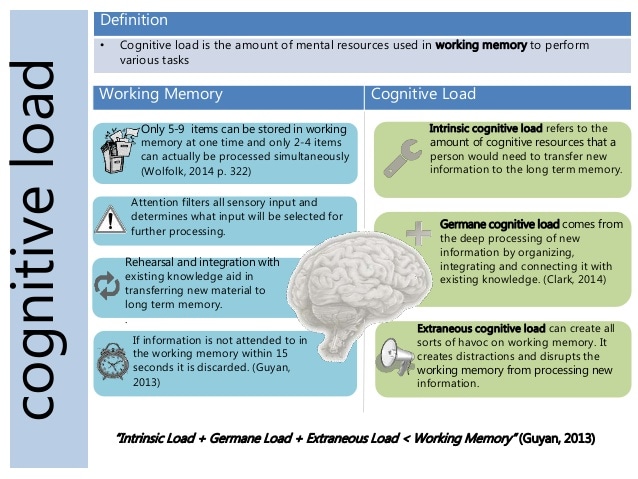 cognitive load
Definition
• Cognitive load is the amount of mental resources used in working memory to perform
various tasks
Working Memory
Only 5-9 items can be stored in working
memory at one time and only 2-4 items
can actually be processed simultaneously
(Wolfolk, 2014 p. 322)
Attention filters all sensory input and
determines what input will be selected for
further processing.
Rehearsal and integration with
existing knowledge aid in
transferring new material to
long term memory.
.
If information is not attended to in
the working memory within 15
seconds it is discarded. (Guyan,
2013)
Cognitive Load
Intrinsic cognitive load refers to the
amount of cognitive resources that a
person would need to transfer new
information to the long term memory.
Germane cognitive load comes from
the deep processing of new
information by organizing,
integrating and connecting it with
existing knowledge. (Clark, 2014)
Extraneous cognitive load can create all
sorts of havoc on working memory. It
creates distractions and disrupts the
working memory from processing new
information.
"Intrinsic Load + Germane Load + Extraneous Load < Working Memory" (Guyan, 2013)